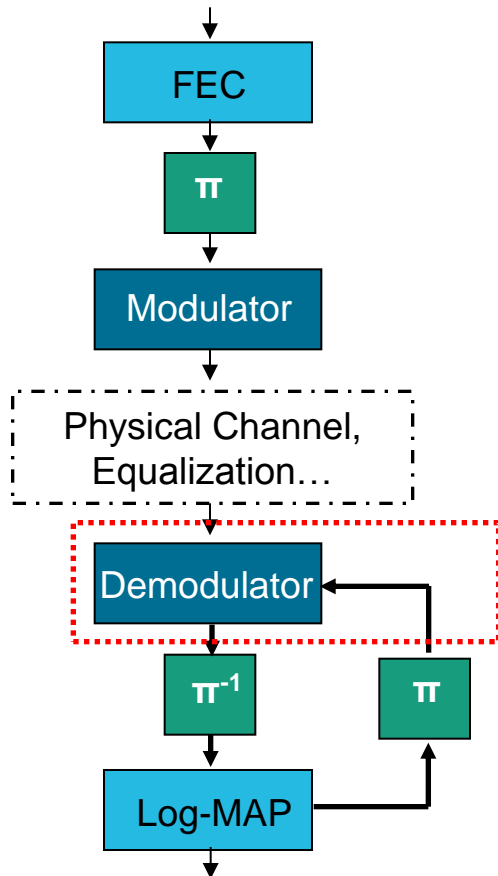 FEC
π
Modulator
Physical Channel,
Equalization…
Demodulator
π⁻¹
π
Log-MAP